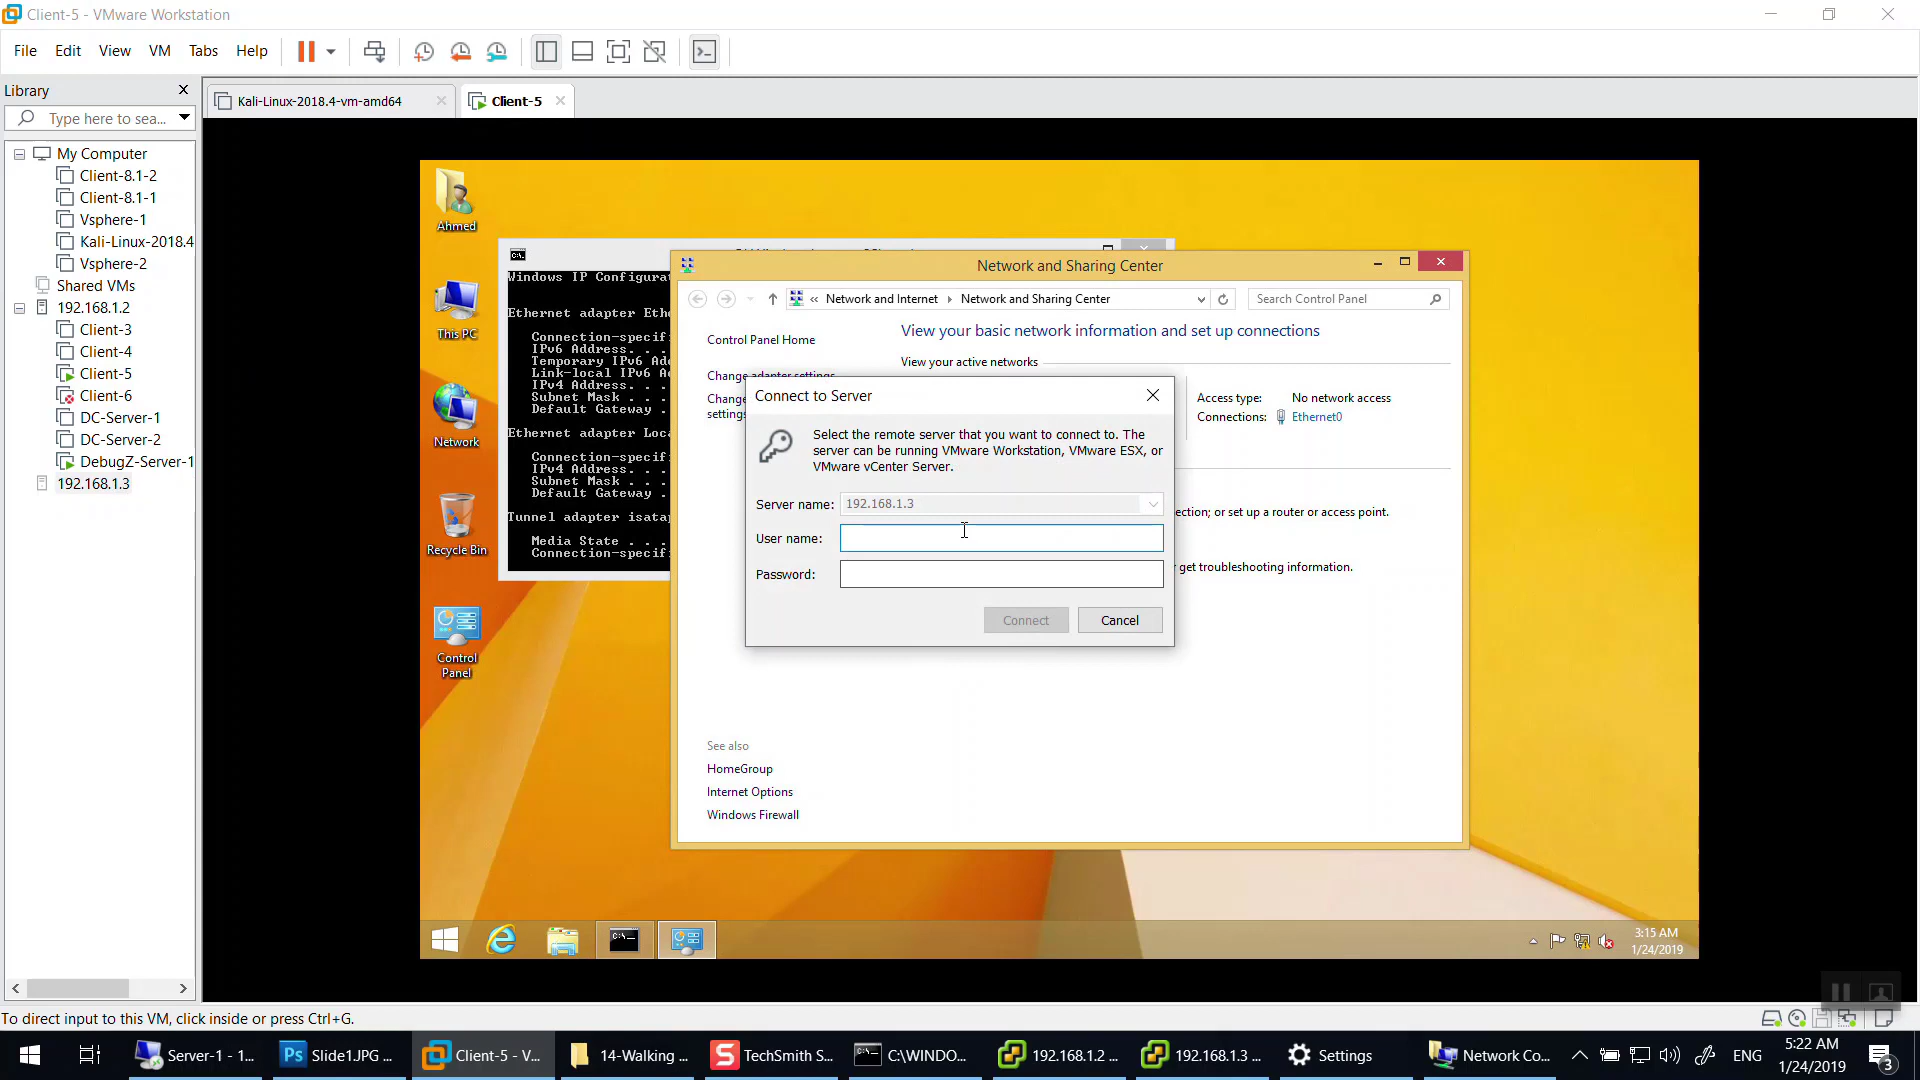 Client-5 - VMware Workstation
File Edit View VM Tabs Help
Library
Type here to sea...
Kali-Linux-2018.4-vm-amd64
Client-5
My Computer
Client-8.1-2
Client-8.1-1
Vsphere-1
Kali-Linux-2018.4
Vsphere-2
Shared VMs
192.168.1.2
Client-3
Client-4
Client-5
Client-6
DC-Server-1
DC-Server-2
DebugZ-Server-1
192.168.1.3
Ahmed
This PC
Network
Recycle Bin
Control
Panel
Windows IP Configura
Ethernet adapter Eth
Connection-specif
IPv6 Address. . .
Temporary IPv6 Ad
Link-local IPv6 A
IPv4 Address. . .
Subnet Mask . . .
Default Gateway .
Ethernet adapter Loca
Connection-specif
IPv4 Address. . .
Subnet Mask . . .
Default Gateway .
Tunnel adapter isatap
Media State . . .
Connection-specif
Network and Sharing Center
« Network and Internet Network and Sharing Center
Search Control Panel
Control Panel Home
Change adapter settings
Change
settings
View your basic network information and set up connections
View your active networks
Access type: No network access
Connections: Ethernet0
ection; or set up a router or access point.
get troubleshooting information.
See also
HomeGroup
Internet Options
Windows Firewall
Connect to Server
Select the remote server that you want to connect to. The
server can be running VMware Workstation, VMware ESX, or
VMware vCenter Server.
Server name: 192.168.1.3
User name:
Password:
Connect Cancel
3:15 AM
1/24/2019
To direct input to this VM, click inside or press Ctrl+G.
Server-1 - 1...
Slide1.JPG ...
Client-5 - V...
14-Walking ...
TechSmith S...
C:\WINDO...
192.168.1.2 ...
192.168.1.3 ...
Settings
Network Co...
ENG
5:22 AM
1/24/2019
3